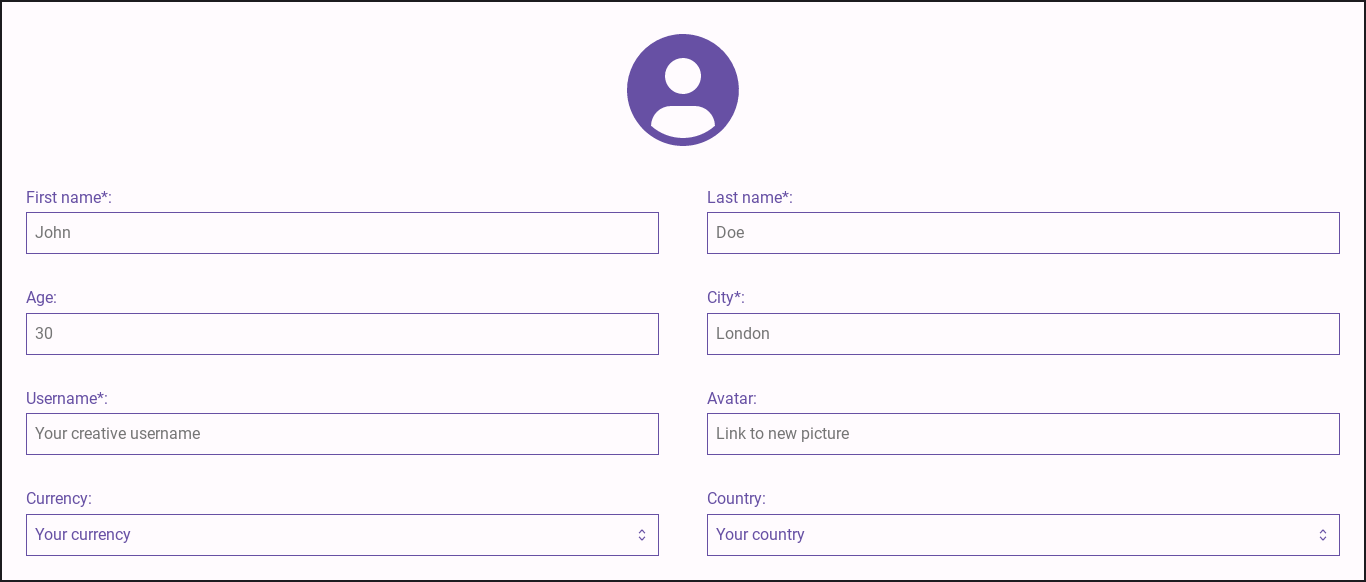 First name*:
Last name*:
John
Doe
Age:
City*:
30
London
Username*:
Avatar:
Your creative username
Link to new picture
Currency:
Country:
Your currency
Your country